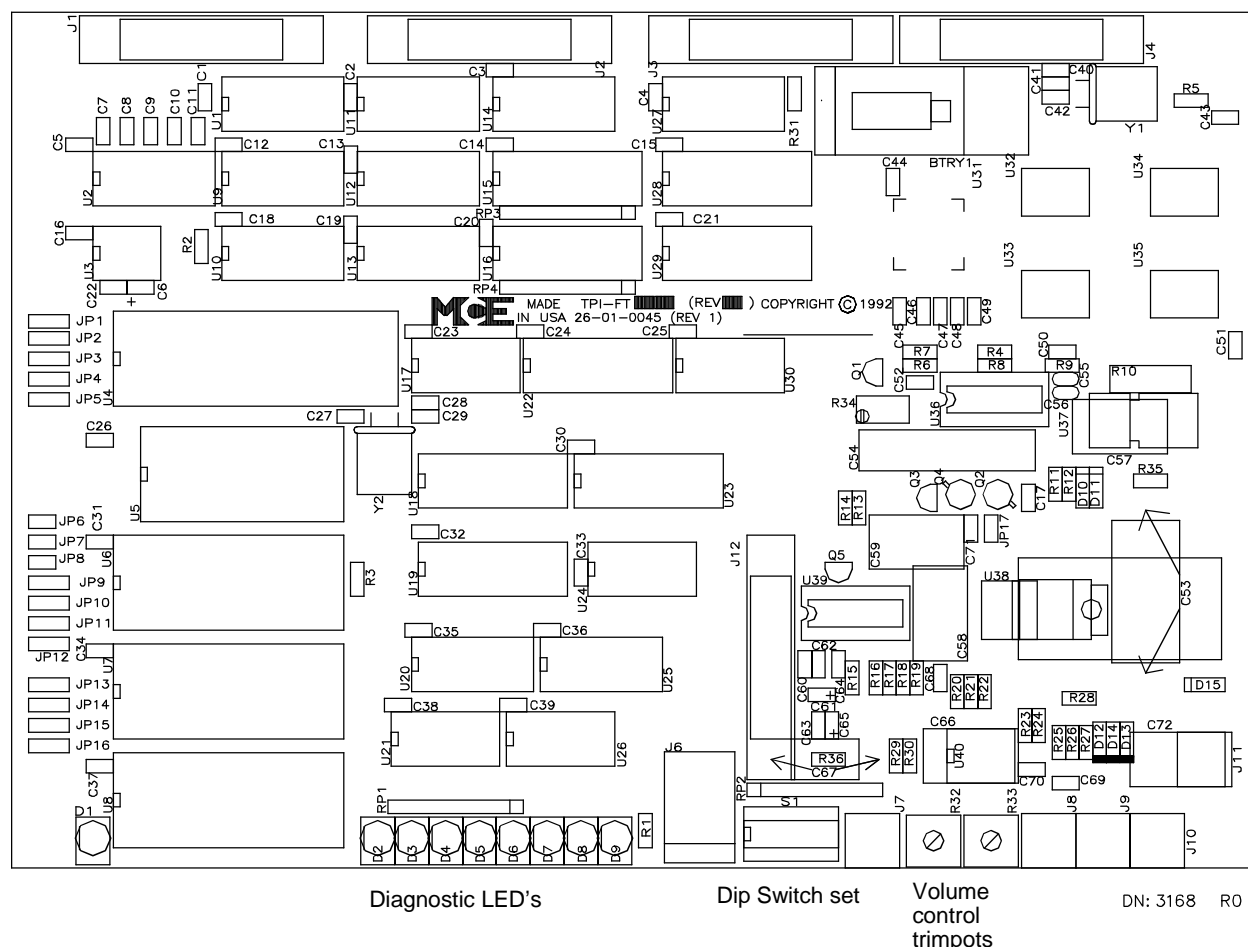 J1
J2
J3
J4
C1
C2
C3
C4
C41
C40
C7
C8
C9
C10
C11
U1
U11
U14
U27
R31
C42
Y1
R5
C43
C5
C12
C13
C14
C15
BTRY1
U31
U32
U34
C44
U2
U9
U12
U15
U28
RP3
C16
C18
C19
C20
C21
R2
U3
U10
U13
U16
U29
U33
U35
C22
+
C6
RP4
MCE MADE TPI-FT (REV ) COPYRIGHT © 1992
IN USA 26-01-0045 (REV 1)
C45
C46
C47
C48
C49
JP1
JP2
JP3
JP4
JP5
U4
C23
C24
C25
U17
U22
U30
C50
C51
R7
R4
R6
R8
R9
Q1
C52
C55
R10
R34
U36
C56
U37
C26
C27
C28
C29
C30
C54
C57
U5
Y2
U18
U23
Q3
Q4
Q2
C17
R11
R12
D10
D11
R35
R14
R13
JP6
C31
JP7
JP8
U6
JP9
JP10
JP11
C34
JP12
R3
C32
C33
U19
U24
J12
Q5
C59
C71
JP17
U39
U38
C53
C58
U7
JP13
JP14
JP15
JP16
C35
C36
U20
U25
C62
C60
+
C64
R15
R16
R17
R18
R19
C68
R20
R21
R22
R28
D15
C38
C39
U21
U26
J6
C61
C63
+
C65
R36
C67
R29
R30
C66
U40
R23
R24
R25
R26
R27
D12
D14
D13
C72
J11
C70
C69
C37
U8
D1
RP1
RP2
D2
D3
D4
D5
D6
D7
D8
D9
R1
S1
J7
R32
R33
J8
J9
J10
Diagnostic LED's
Dip Switch set
Volume
control
trimpots
DN: 3168 R0